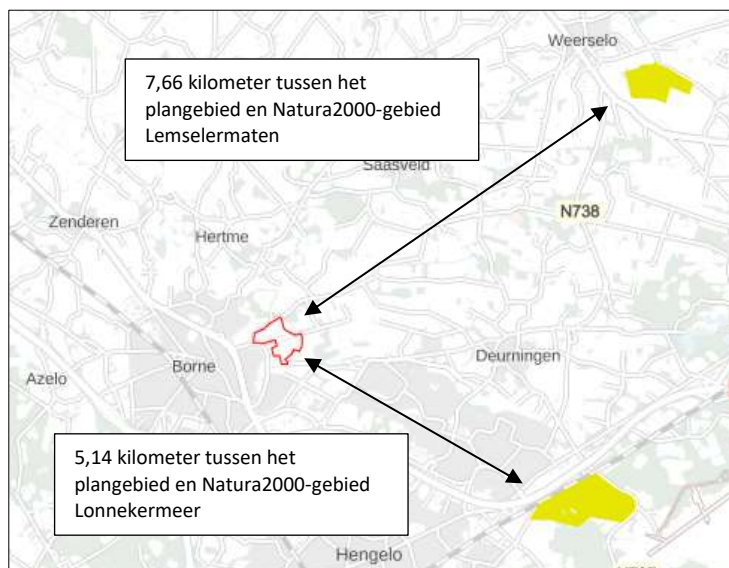 Weerselo
7,66 kilometer tussen het
plangebied en Natura2000-gebied
Lemselermaten
Saasveld
N738
Zenderen
Hertme
Deurningen
Borne
Azelo
5,14 kilometer tussen het
plangebied en Natura2000-gebied
Lonnekermeer
Hengelo